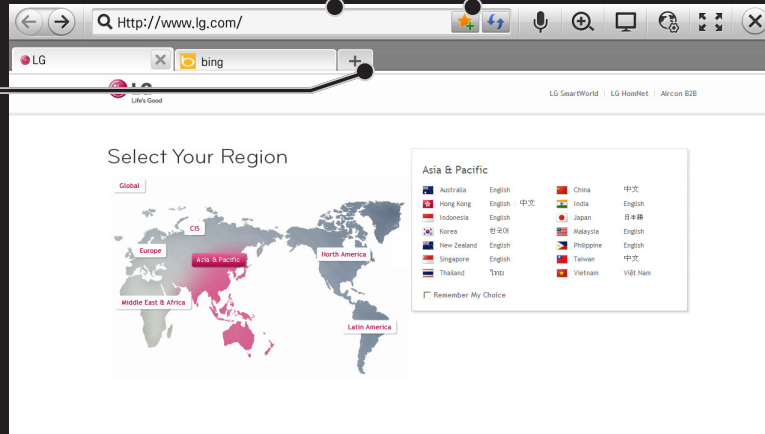 Http://www.lg.com/
LG
bing
LG
Life's Good
LG SmartWorld | LG HomNet | Aircon B2B
Select Your Region
Global
CIS
Europe
Asia & Pacific
North America
Middle East & Africa
Latin America
Asia & Pacific
Australia English China 中文
Hong Kong English 中文 India English
Indonesia English Japan 日本語
Korea 한국어 Malaysia English
New Zealand English Philippine English
Singapore English Taiwan 中文
Thailand ไทย Vietnam Việt Nam
Remember My Choice